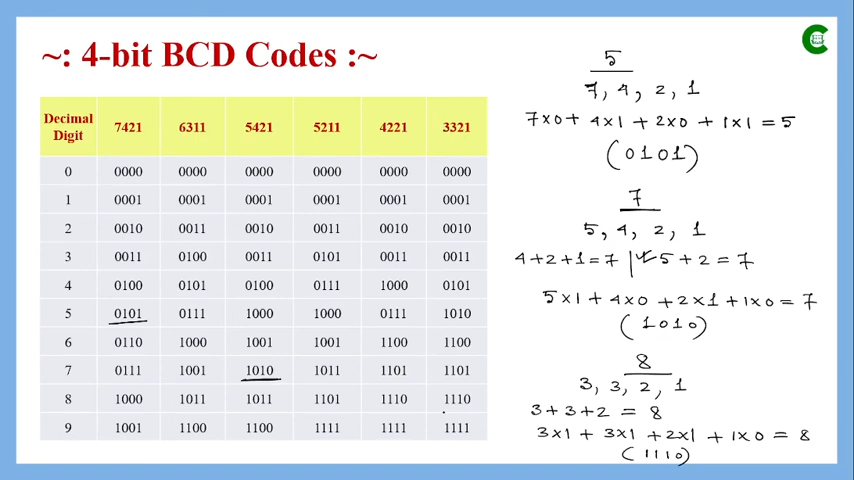 ~: 4-bit BCD Codes :~
Decimal Digit 7421 6311 5421 5211 4221 3321
0 0000 0000 0000 0000 0000 0000
1 0001 0001 0001 0001 0001 0001
2 0010 0011 0010 0011 0010 0010
3 0011 0100 0011 0101 0011 0011
4 0100 0101 0100 0111 1000 0101
5 0101 0111 1000 1000 0111 1010
6 0110 1000 1001 1001 1100 1100
7 0111 1001 1010 1011 1101 1101
8 1000 1011 1011 1101 1110 1110
9 1001 1100 1100 1111 1111 1111
5
7, 4, 2, 1
7×0+ 4×1 + 2×0 + 1×1 = 5
(0101)
7
5, 4, 2, 1
4+2+1=7 | ✓5+2=7
5×1 + 4×0 + 2×1 + 1×0 = 7
(1010)
8
3, 3, 2, 1
3+3+2 = 8
3×1 + 3×1 + 2×1 + 1×0 = 8
(1110)